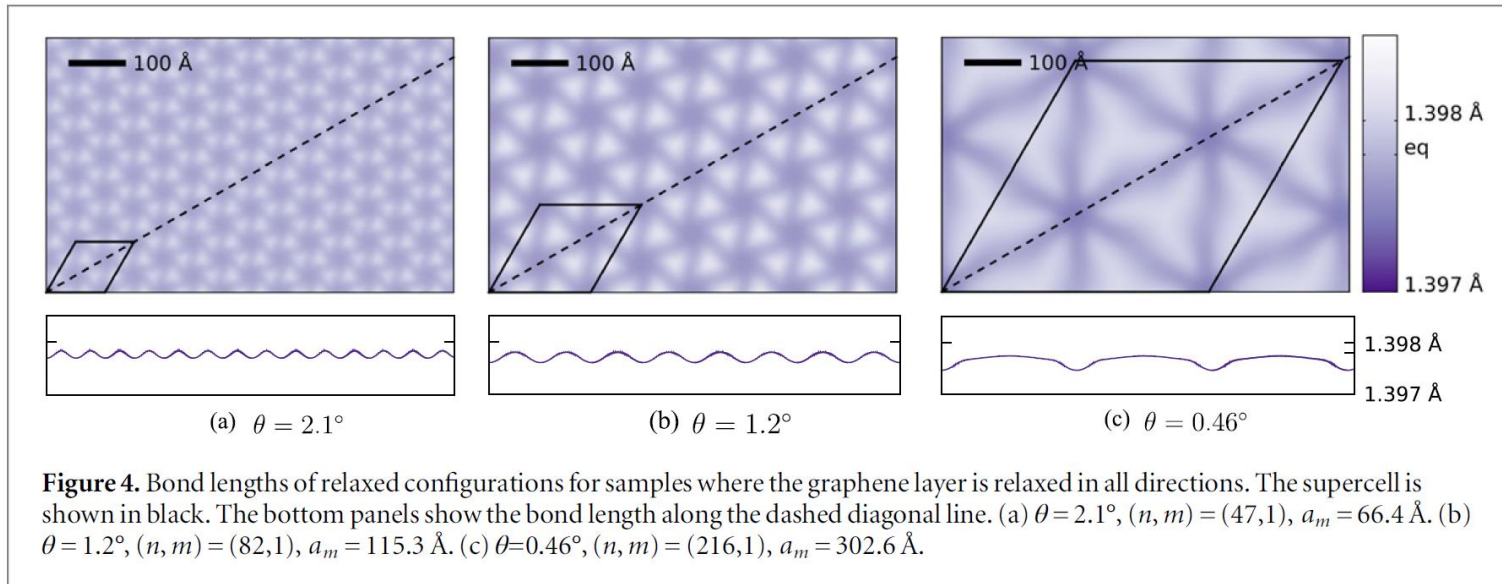 100 Å
100 Å
100 Å
1.398 Å
eq
1.397 Å
1.398 Å
1.397 Å
(a) θ = 2.1°
(b) θ = 1.2°
(c) θ = 0.46°
Figure 4. Bond lengths of relaxed configurations for samples where the graphene layer is relaxed in all directions. The supercell is
shown in black. The bottom panels show the bond length along the dashed diagonal line. (a) θ = 2.1°, (n, m) = (47,1), aₘ = 66.4 Å. (b)
θ = 1.2°, (n, m) = (82,1), aₘ = 115.3 Å. (c) θ=0.46°, (n, m) = (216,1), aₘ = 302.6 Å.